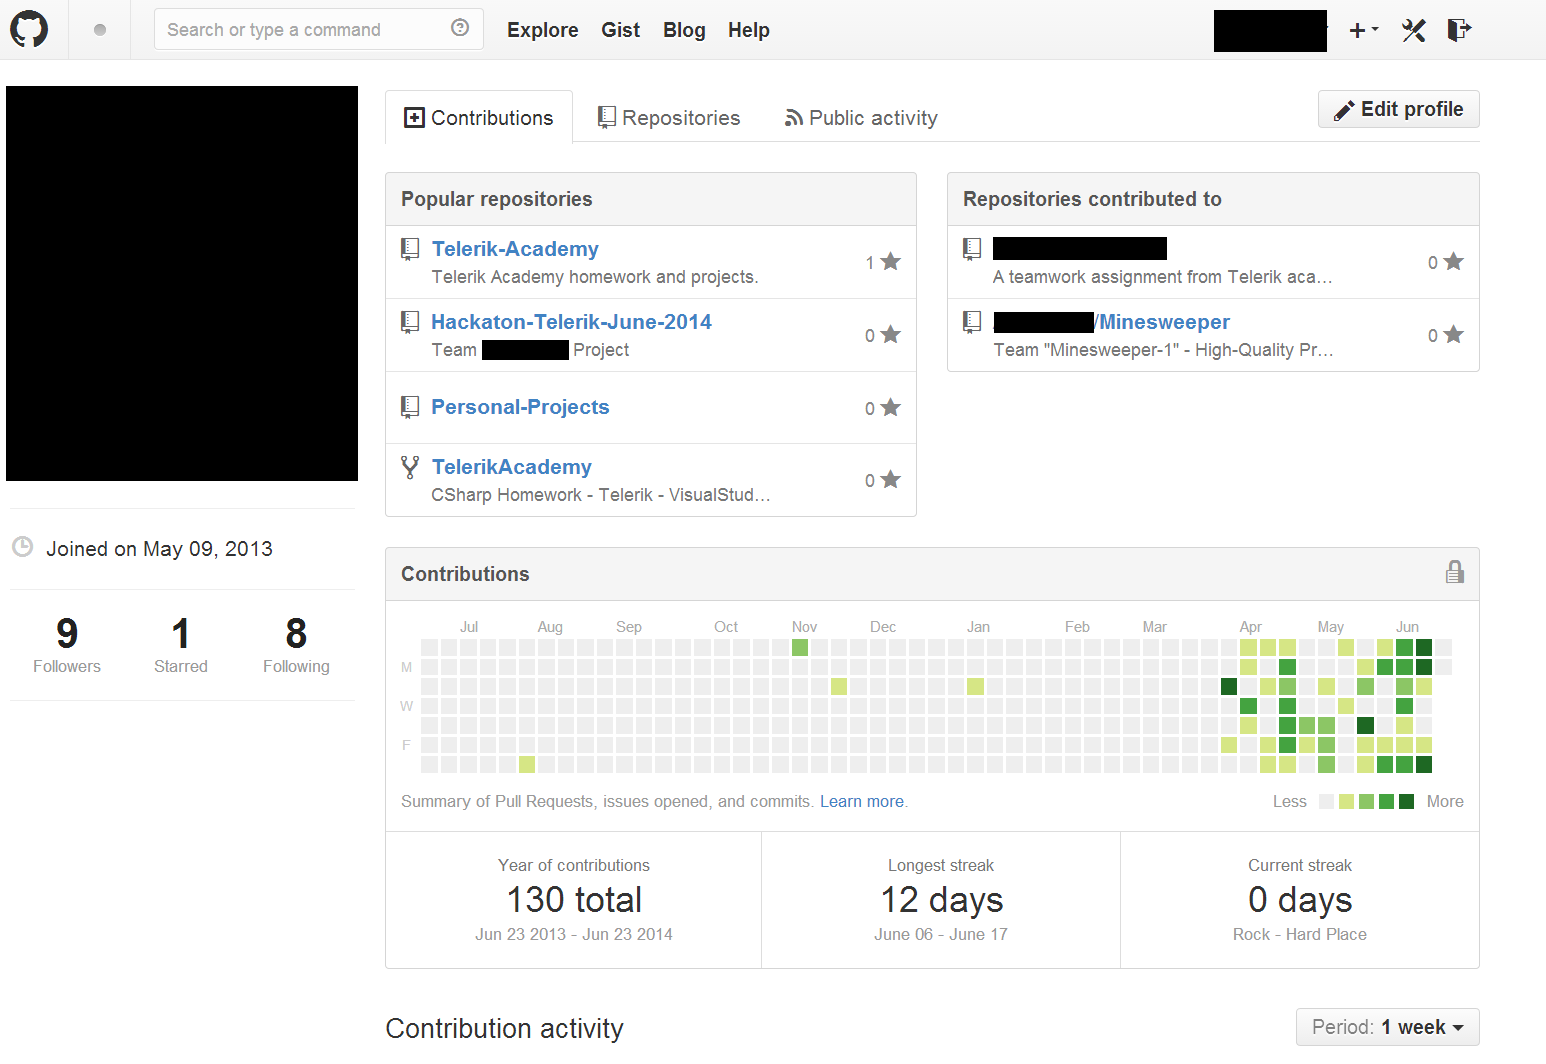 Search or type a command
Explore Gist Blog Help
Contributions Repositories Public activity
Edit profile
Popular repositories
Telerik-Academy
Telerik Academy homework and projects.
1
Hackaton-Telerik-June-2014
Team Project
0
Personal-Projects
0
TelerikAcademy
CSharp Homework - Telerik - VisualStud…
0
Repositories contributed to
A teamwork assignment from Telerik aca…
0
/Minesweeper
Team "Minesweeper-1" - High-Quality Pr…
0
Joined on May 09, 2013
9 1 8
Followers Starred Following
Contributions
Jul Aug Sep Oct Nov Dec Jan Feb Mar Apr May Jun
M
W
F
Summary of Pull Requests, issues opened, and commits. Learn more.
Less More
Year of contributions
130 total
Jun 23 2013 - Jun 23 2014
Longest streak
12 days
June 06 - June 17
Current streak
0 days
Rock - Hard Place
Contribution activity
Period: 1 week